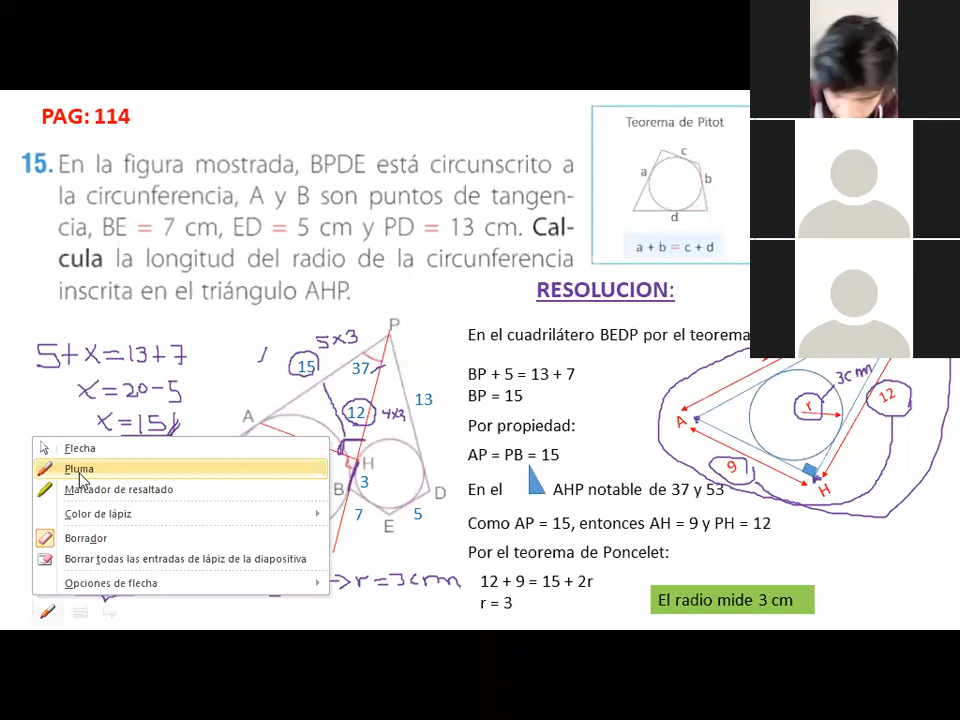 PAG: 114
15. En la figura mostrada, BPDE está circunscrito a
la circunferencia, A y B son puntos de tangen-
cia, BE = 7 cm, ED = 5 cm y PD = 13 cm. Cal-
cula la longitud del radio de la circunferencia
inscrita en el triángulo AHP.
Teorema de Pitot
c
a
b
d
a + b = c + d
RESOLUCION:
5+x=13+7
x=20-5
x=15
5x3
P
15
37
12
4x3
13
A
H
B
3
D
7
5
E
r=3cm
Flecha
Pluma
Marcador de resaltado
Color de lápiz
Borrador
Borrar todas las entradas de lápiz de la diapositiva
Opciones de flecha
En el cuadrilátero BEDP por el teorema
BP + 5 = 13 + 7
BP = 15
Por propiedad:
AP = PB = 15
En el AHP notable de 37 y 53
Como AP = 15, entonces AH = 9 y PH = 12
Por el teorema de Poncelet:
12 + 9 = 15 + 2r
r = 3
3cm
r
12
A
9
H
El radio mide 3 cm